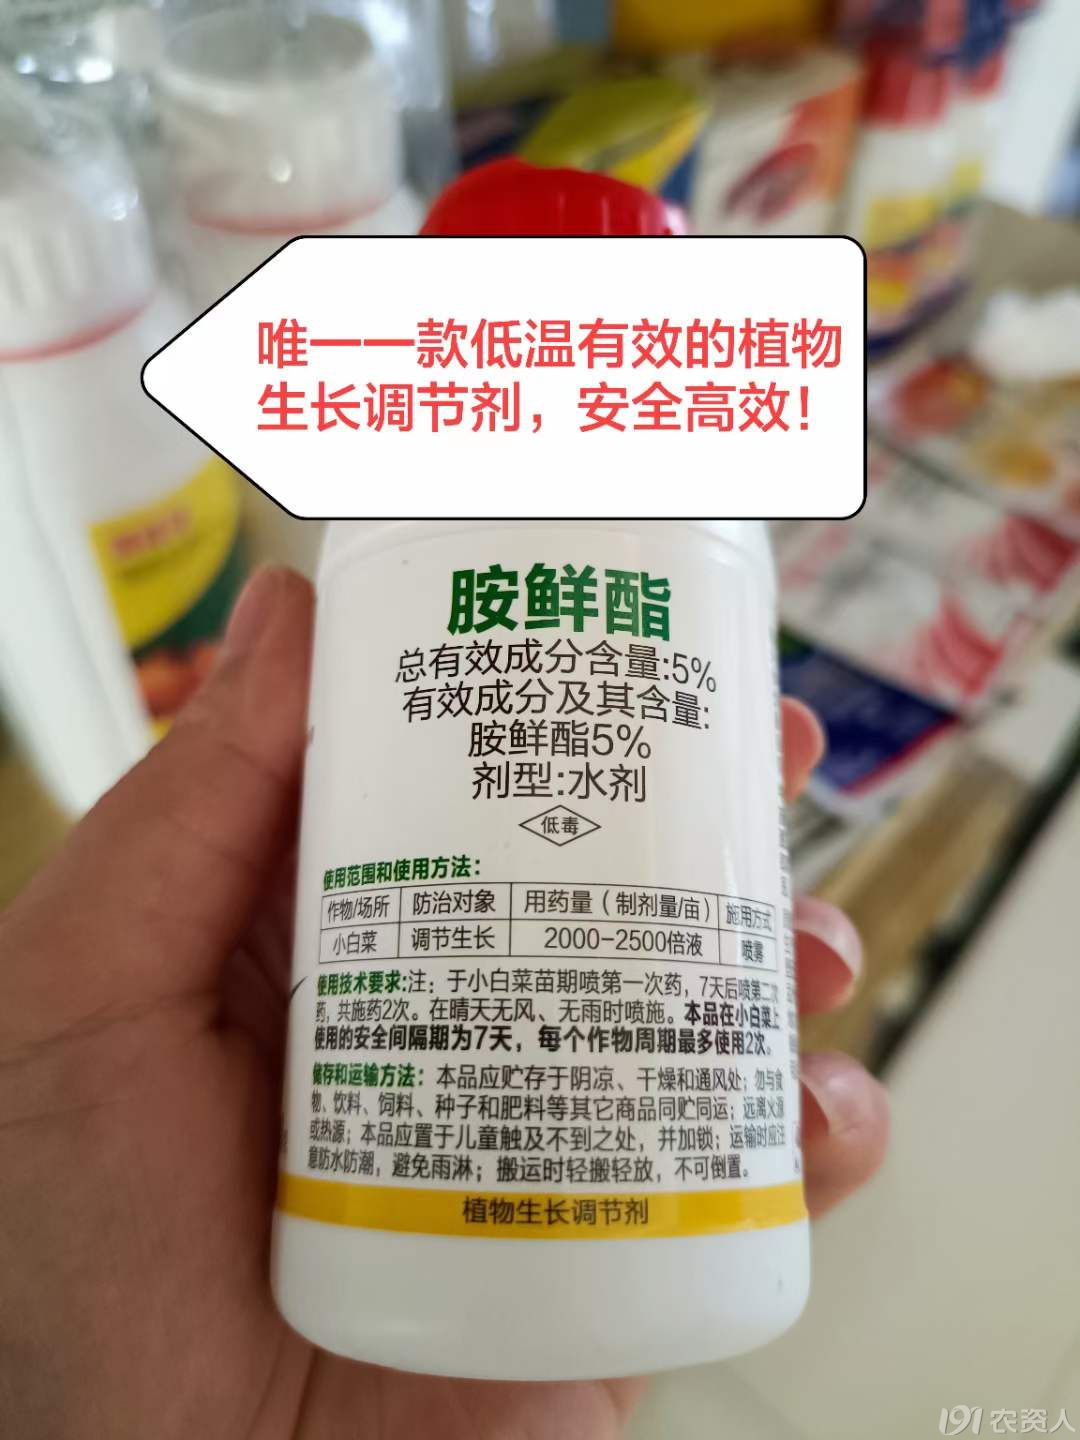 唯一一款低温有效的植物
生长调节剂，安全高效！
胺鲜酯
总有效成分含量:5%
有效成分及其含量:
胺鲜酯5%
剂型:水剂
低毒
使用范围和使用方法：
作物/场所 防治对象 用药量（制剂量/亩） 施用方式
小白菜 调节生长 2000-2500倍液 喷雾
使用技术要求:注：于小白菜苗期喷第一次药，7天后喷第二次
药，共施药2次。在晴天无风、无雨时喷施。本品在小白菜上
使用的安全间隔期为7天，每个作物周期最多使用2次。
储存和运输方法：本品应贮存于阴凉、干燥和通风处；勿与食
物、饮料、饲料、种子和肥料等其它商品同贮同运；远离火源
或热源；本品应置于儿童触及不到之处，并加锁；运输时应注
意防水防潮，避免雨淋；搬运时轻搬轻放，不可倒置。
植物生长调节剂
191农资人